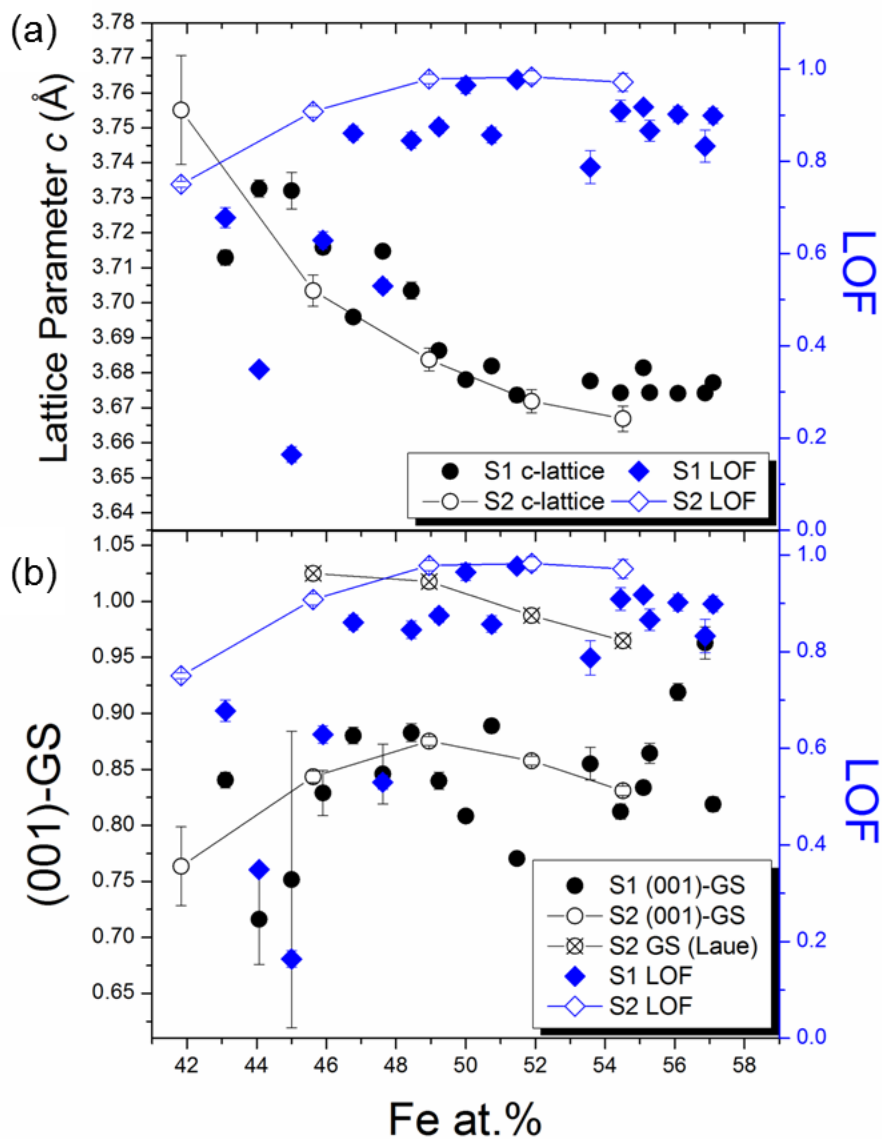 (a)
3.78
3.77
3.76
3.75
3.74
3.73
3.72
3.71
3.70
3.69
3.68
3.67
3.66
3.65
3.64
Lattice Parameter c (Å)
1.0
0.8
0.6
0.4
0.2
0.0
LOF
S1 c-lattice S1 LOF
S2 c-lattice S2 LOF
(b)
1.05
1.00
0.95
0.90
0.85
0.80
0.75
0.70
0.65
(001)-GS
1.0
0.8
0.6
0.4
0.2
0.0
LOF
S1 (001)-GS
S2 (001)-GS
S2 GS (Laue)
S1 LOF
S2 LOF
42 44 46 48 50 52 54 56 58
Fe at.%